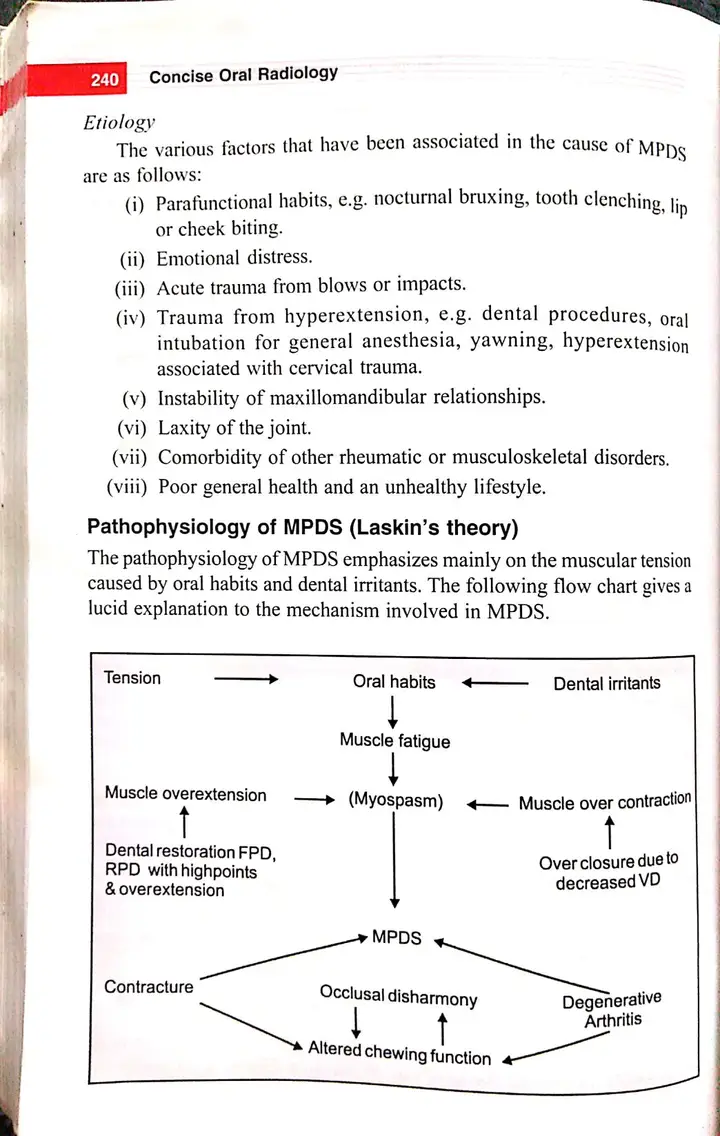 240 Concise Oral Radiology
Etiology
The various factors that have been associated in the cause of MPDS
are as follows:
(i) Parafunctional habits, e.g. nocturnal bruxing, tooth clenching, lip
or cheek biting.
(ii) Emotional distress.
(iii) Acute trauma from blows or impacts.
(iv) Trauma from hyperextension, e.g. dental procedures, oral
intubation for general anesthesia, yawning, hyperextension
associated with cervical trauma.
(v) Instability of maxillomandibular relationships.
(vi) Laxity of the joint.
(vii) Comorbidity of other rheumatic or musculoskeletal disorders.
(viii) Poor general health and an unhealthy lifestyle.
Pathophysiology of MPDS (Laskin's theory)
The pathophysiology of MPDS emphasizes mainly on the muscular tension
caused by oral habits and dental irritants. The following flow chart gives a
lucid explanation to the mechanism involved in MPDS.
Tension → Oral habits ← Dental irritants
↓
Muscle fatigue
↓
Muscle overextension → (Myospasm) ← Muscle over contraction
↑ ↑
Dental restoration FPD,
RPD with highpoints
& overextension
Over closure due to
decreased VD
MPDS
Contracture
Occlusal disharmony
Degenerative
Arthritis
↓ ↑
Altered chewing function